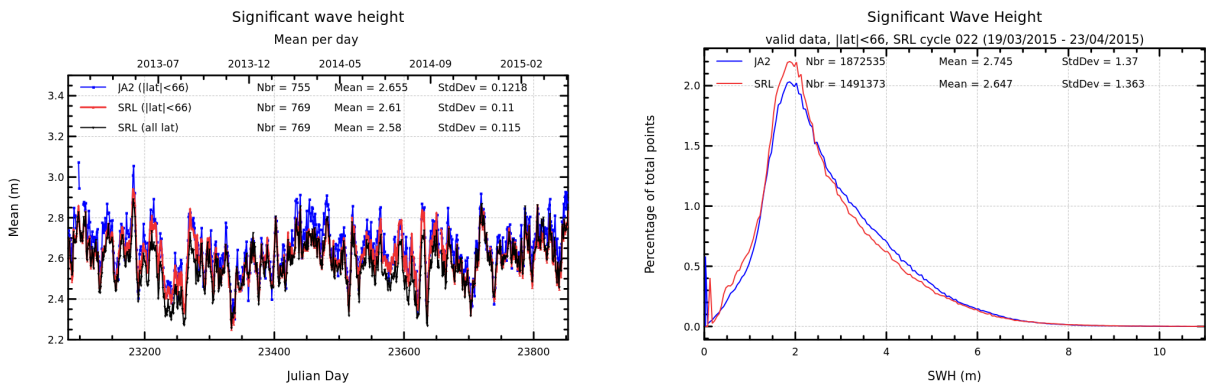 Significant wave height
Mean per day
2013-07 2013-12 2014-05 2014-09 2015-02
JA2 (|lat|<66) Nbr = 755 Mean = 2.655 StdDev = 0.1218
SRL (|lat|<66) Nbr = 769 Mean = 2.61 StdDev = 0.11
SRL (all lat) Nbr = 769 Mean = 2.58 StdDev = 0.115
3.4
3.2
3.0
2.8
2.6
2.4
2.2
Mean (m)
23200 23400 23600 23800
Julian Day
Significant Wave Height
valid data, |lat|<66, SRL cycle 022 (19/03/2015 - 23/04/2015)
JA2 Nbr = 1872535 Mean = 2.745 StdDev = 1.37
SRL Nbr = 1491373 Mean = 2.647 StdDev = 1.363
2.0
1.5
1.0
0.5
0.0
Percentage of total points
0 2 4 6 8 10
SWH (m)